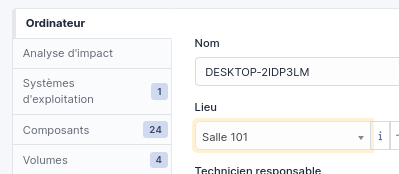 Ordinateur
Analyse d'impact
Systèmes
d'exploitation
1
Composants
24
Volumes
4
Nom
DESKTOP-2IDP3LM
Lieu
Salle 101
i
Technicien responsable